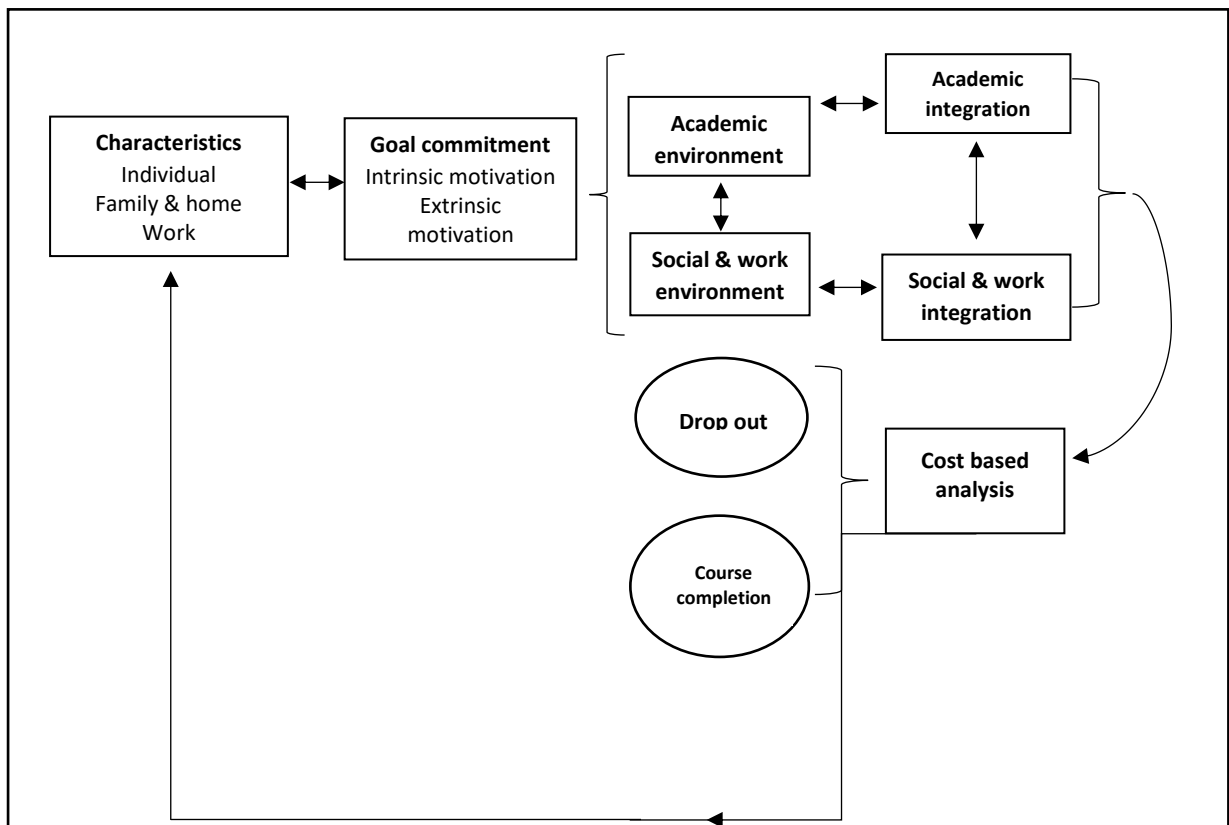 Characteristics
Individual
Family & home
Work
Goal commitment
Intrinsic motivation
Extrinsic
motivation
Academic
environment
Social & work
environment
Academic
integration
Social & work
integration
Drop out
Course
completion
Cost based
analysis